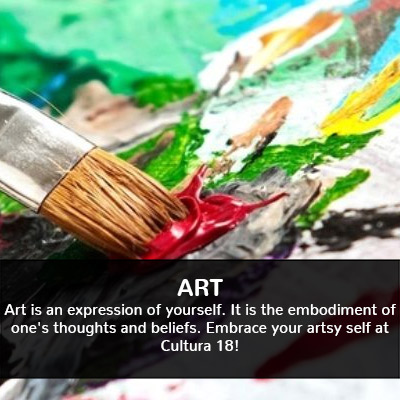 ART
Art is an expression of yourself. It is the embodiment of
one's thoughts and beliefs. Embrace your artsy self at
Cultura 18!